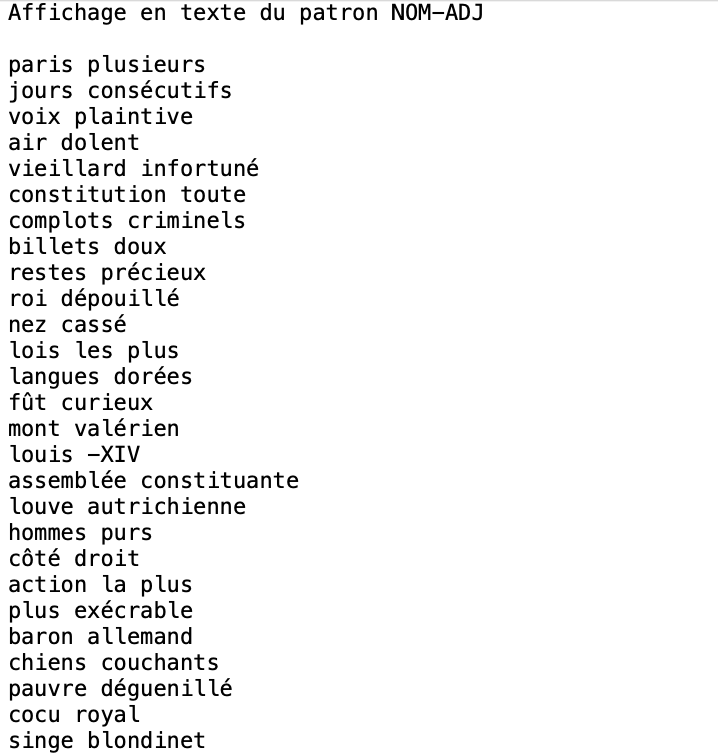 Affichage en texte du patron NOM-ADJ
paris plusieurs
jours consécutifs
voix plaintive
air dolent
vieillard infortuné
constitution toute
complots criminels
billets doux
restes précieux
roi dépouillé
nez cassé
lois les plus
langues dorées
fût curieux
mont valérien
louis -XIV
assemblée constituante
louve autrichienne
hommes purs
côté droit
action la plus
plus exécrable
baron allemand
chiens couchants
pauvre déguenillé
cocu royal
singe blondinet